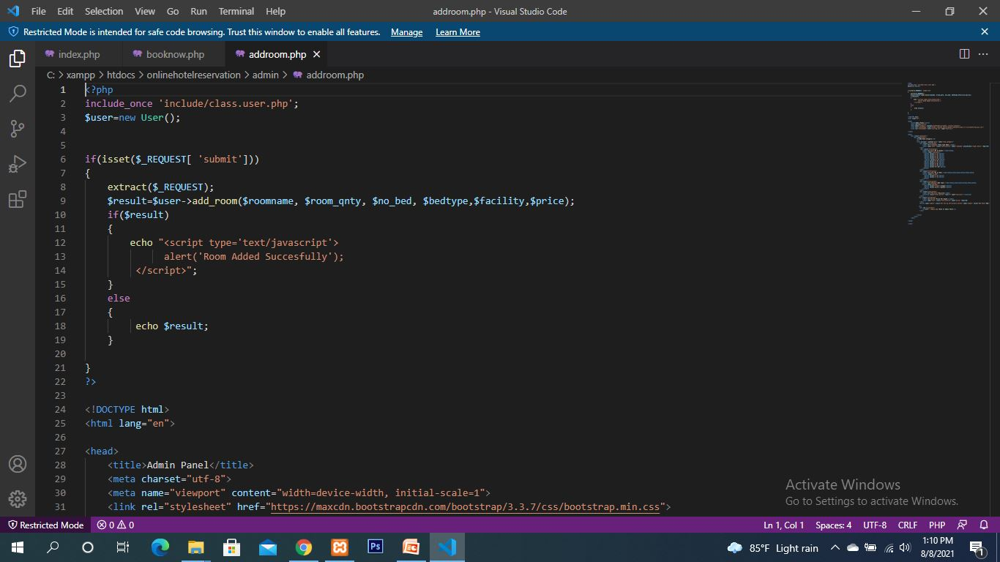 File Edit Selection View Go Run Terminal Help addroom.php - Visual Studio Code
Restricted Mode is intended for safe code browsing. Trust this window to enable all features. Manage Learn More
index.php booknow.php addroom.php
C: > xampp > htdocs > onlinehotelreservation > admin > addroom.php
1 <?php
2 include_once 'include/class.user.php';
3 $user=new User();
4
5
6 if(isset($_REQUEST[ 'submit']))
7 {
8     extract($_REQUEST);
9     $result=$user->add_room($roomname, $room_qnty, $no_bed, $bedtype,$facility,$price);
10     if($result)
11     {
12         echo "<script type='text/javascript'>
13               alert('Room Added Succesfully');
14          </script>";
15     }
16     else
17     {
18          echo $result;
19     }
20
21 }
22 ?>
23
24 <!DOCTYPE html>
25 <html lang="en">
26
27 <head>
28     <title>Admin Panel</title>
29     <meta charset="utf-8">
30     <meta name="viewport" content="width=device-width, initial-scale=1">
31     <link rel="stylesheet" href="https://maxcdn.bootstrapcdn.com/bootstrap/3.3.7/css/bootstrap.min.css">
Activate Windows
Go to Settings to activate Windows.
Restricted Mode 0 0 Ln 1, Col 1 Spaces: 4 UTF-8 CRLF PHP
Ps 85°F Light rain 1:10 PM
8/8/2021 1